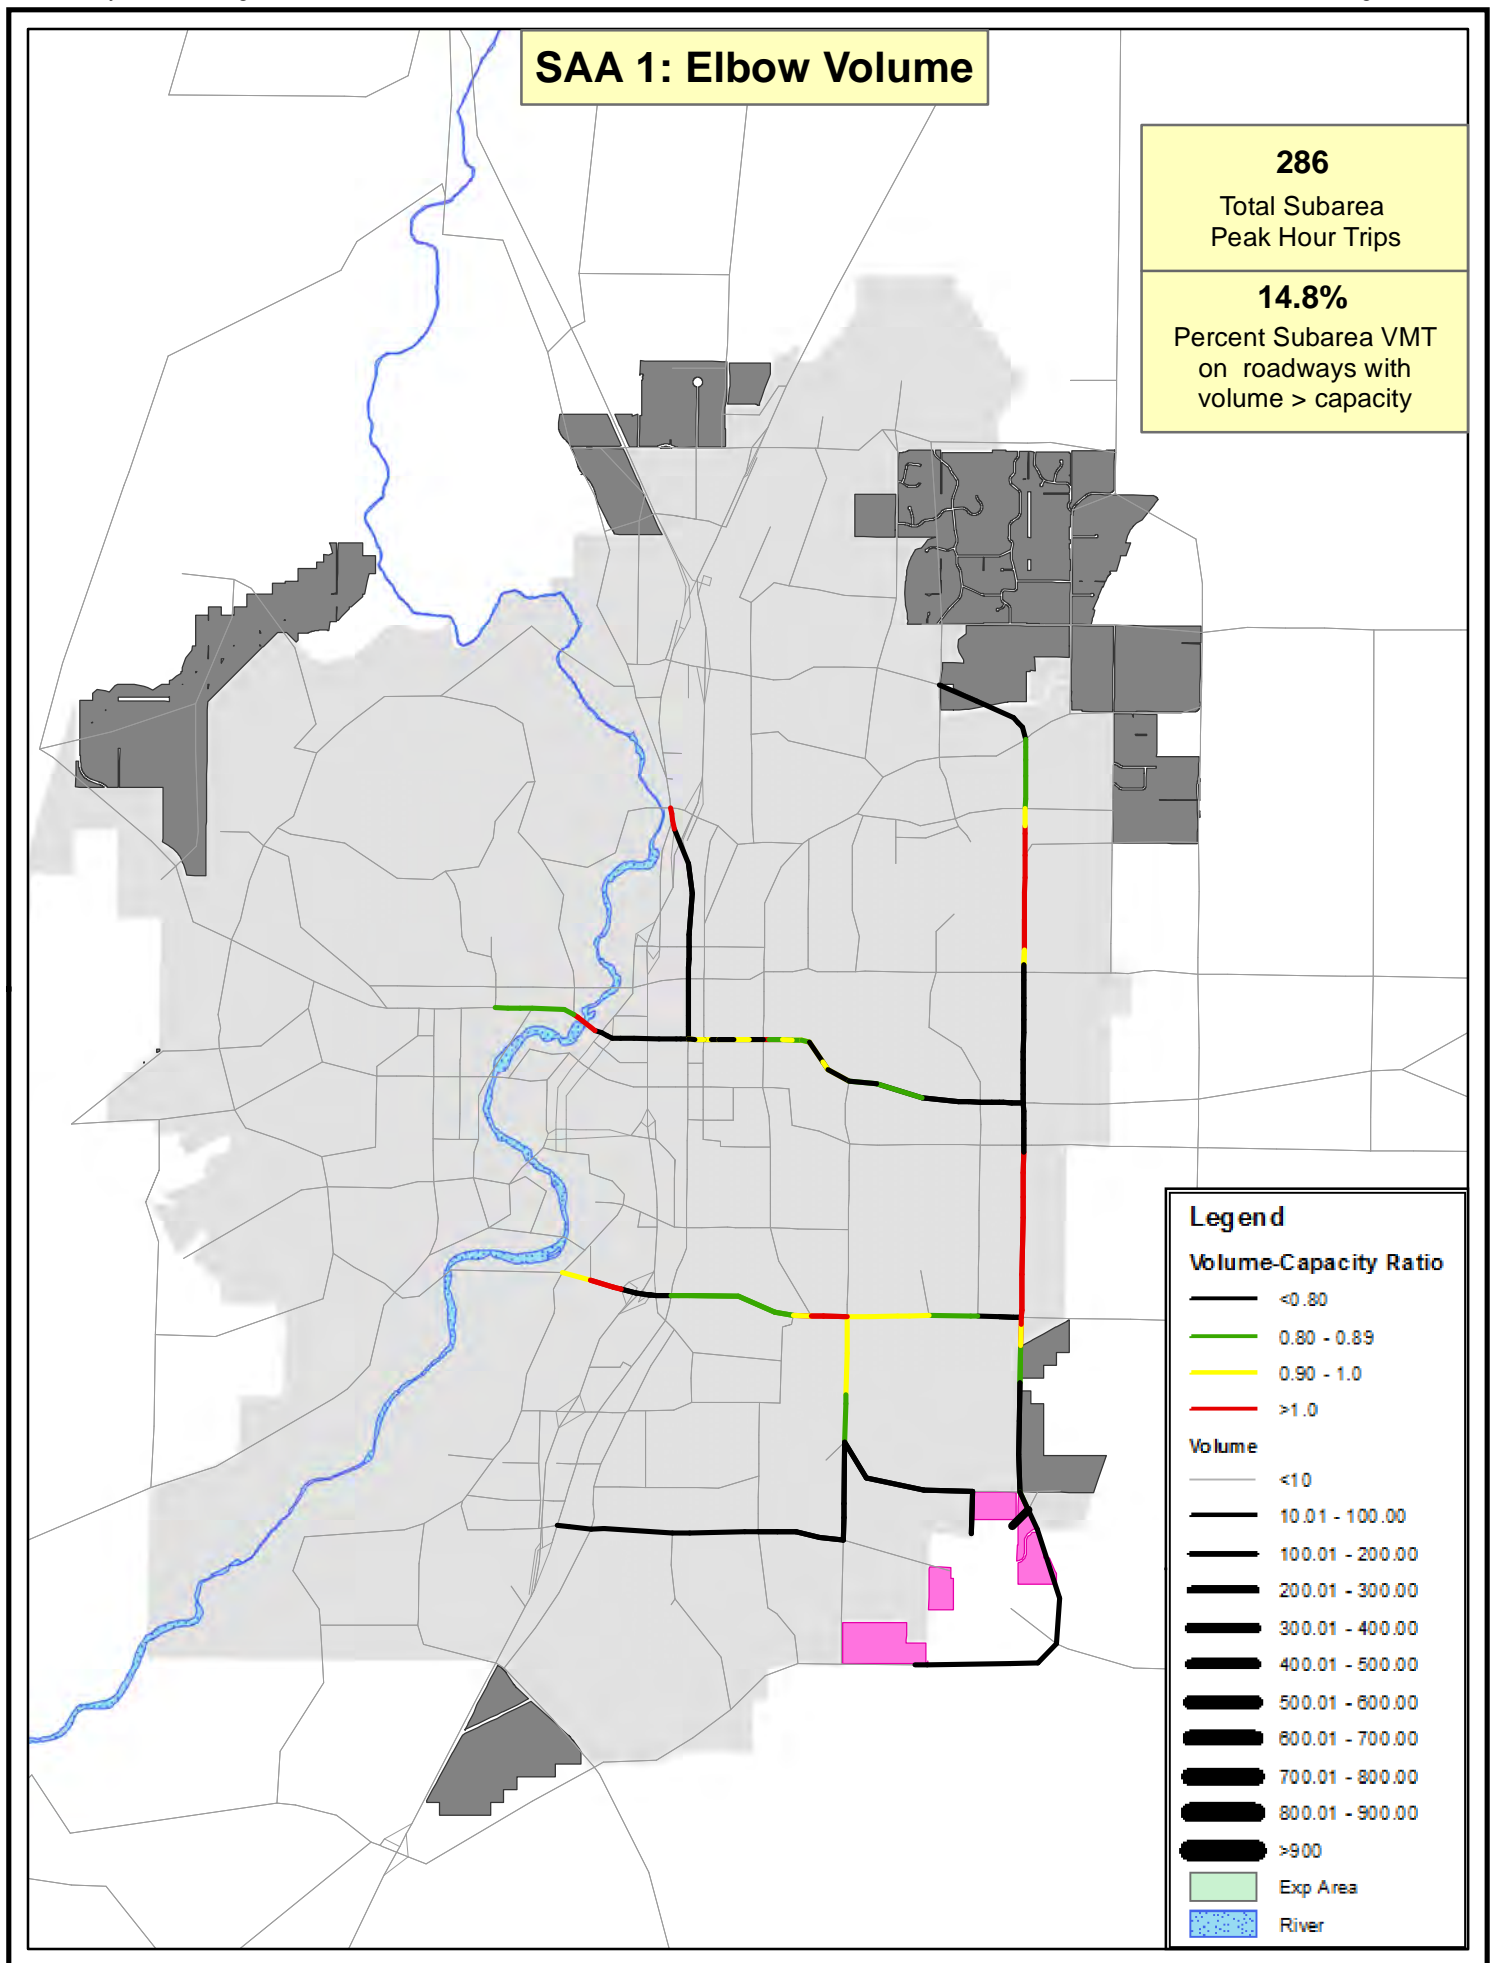 SAA 1: Elbow Volume
286
Total Subarea
Peak Hour Trips
14.8%
Percent Subarea VMT
on roadways with
volume > capacity
Legend
Volume-Capacity Ratio
<0.80
0.80 - 0.89
0.90 - 1.0
>1.0
Volume
<10
10.01 - 100.00
100.01 - 200.00
200.01 - 300.00
300.01 - 400.00
400.01 - 500.00
500.01 - 600.00
600.01 - 700.00
700.01 - 800.00
800.01 - 900.00
>900
Exp Area
River